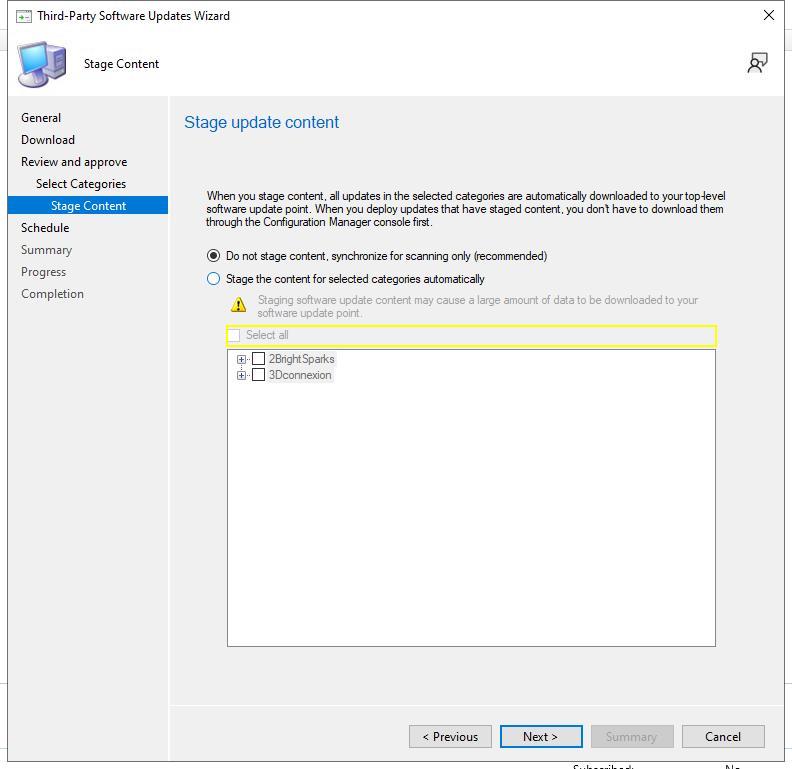 Third-Party Software Updates Wizard
Stage Content
General
Download
Review and approve
Select Categories
Stage Content
Schedule
Summary
Progress
Completion
Stage update content
When you stage content, all updates in the selected categories are automatically downloaded to your top-level
software update point. When you deploy updates that have staged content, you don't have to download them
through the Configuration Manager console first.
Do not stage content, synchronize for scanning only (recommended)
Stage the content for selected categories automatically
Staging software update content may cause a large amount of data to be downloaded to your
software update point.
Select all
2BrightSparks
3Dconnexion
< Previous
Next >
Summary
Cancel
Subscribed: No